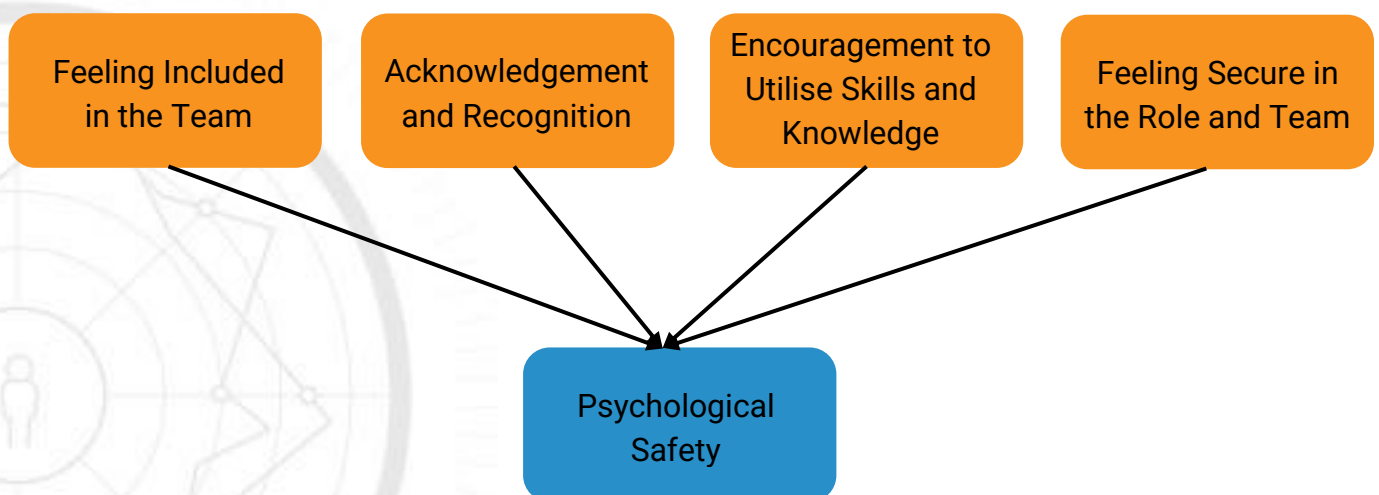 Feeling Included
in the Team
Acknowledgement
and Recognition
Encouragement to
Utilise Skills and
Knowledge
Feeling Secure in
the Role and Team
Psychological
Safety